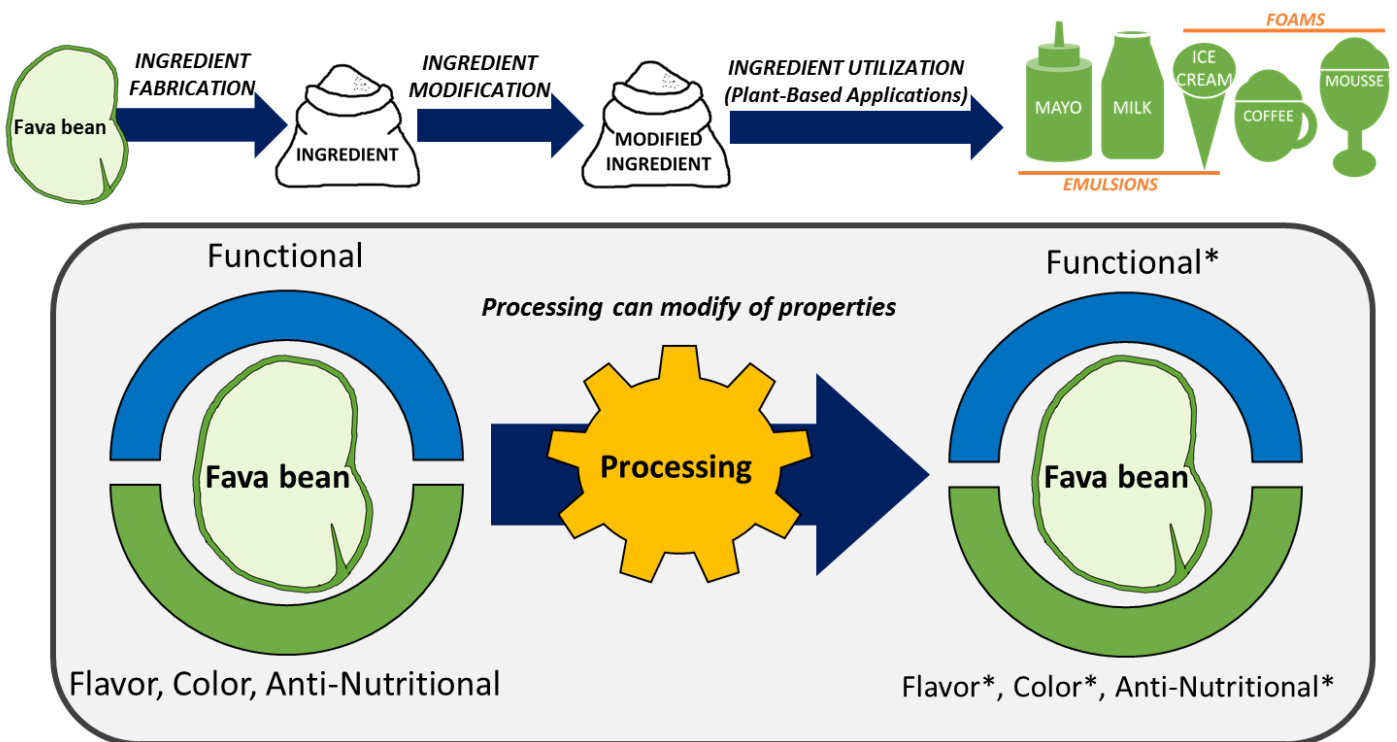 FOAMS
INGREDIENT
FABRICATION
INGREDIENT
MODIFICATION
INGREDIENT UTILIZATION
(Plant-Based Applications)
Fava bean
INGREDIENT
MODIFIED
INGREDIENT
MAYO
MILK
ICE
CREAM
COFFEE
MOUSSE
EMULSIONS
Functional
Functional*
Processing can modify of properties
Fava bean
Processing
Fava bean
Flavor, Color, Anti-Nutritional
Flavor*, Color*, Anti-Nutritional*